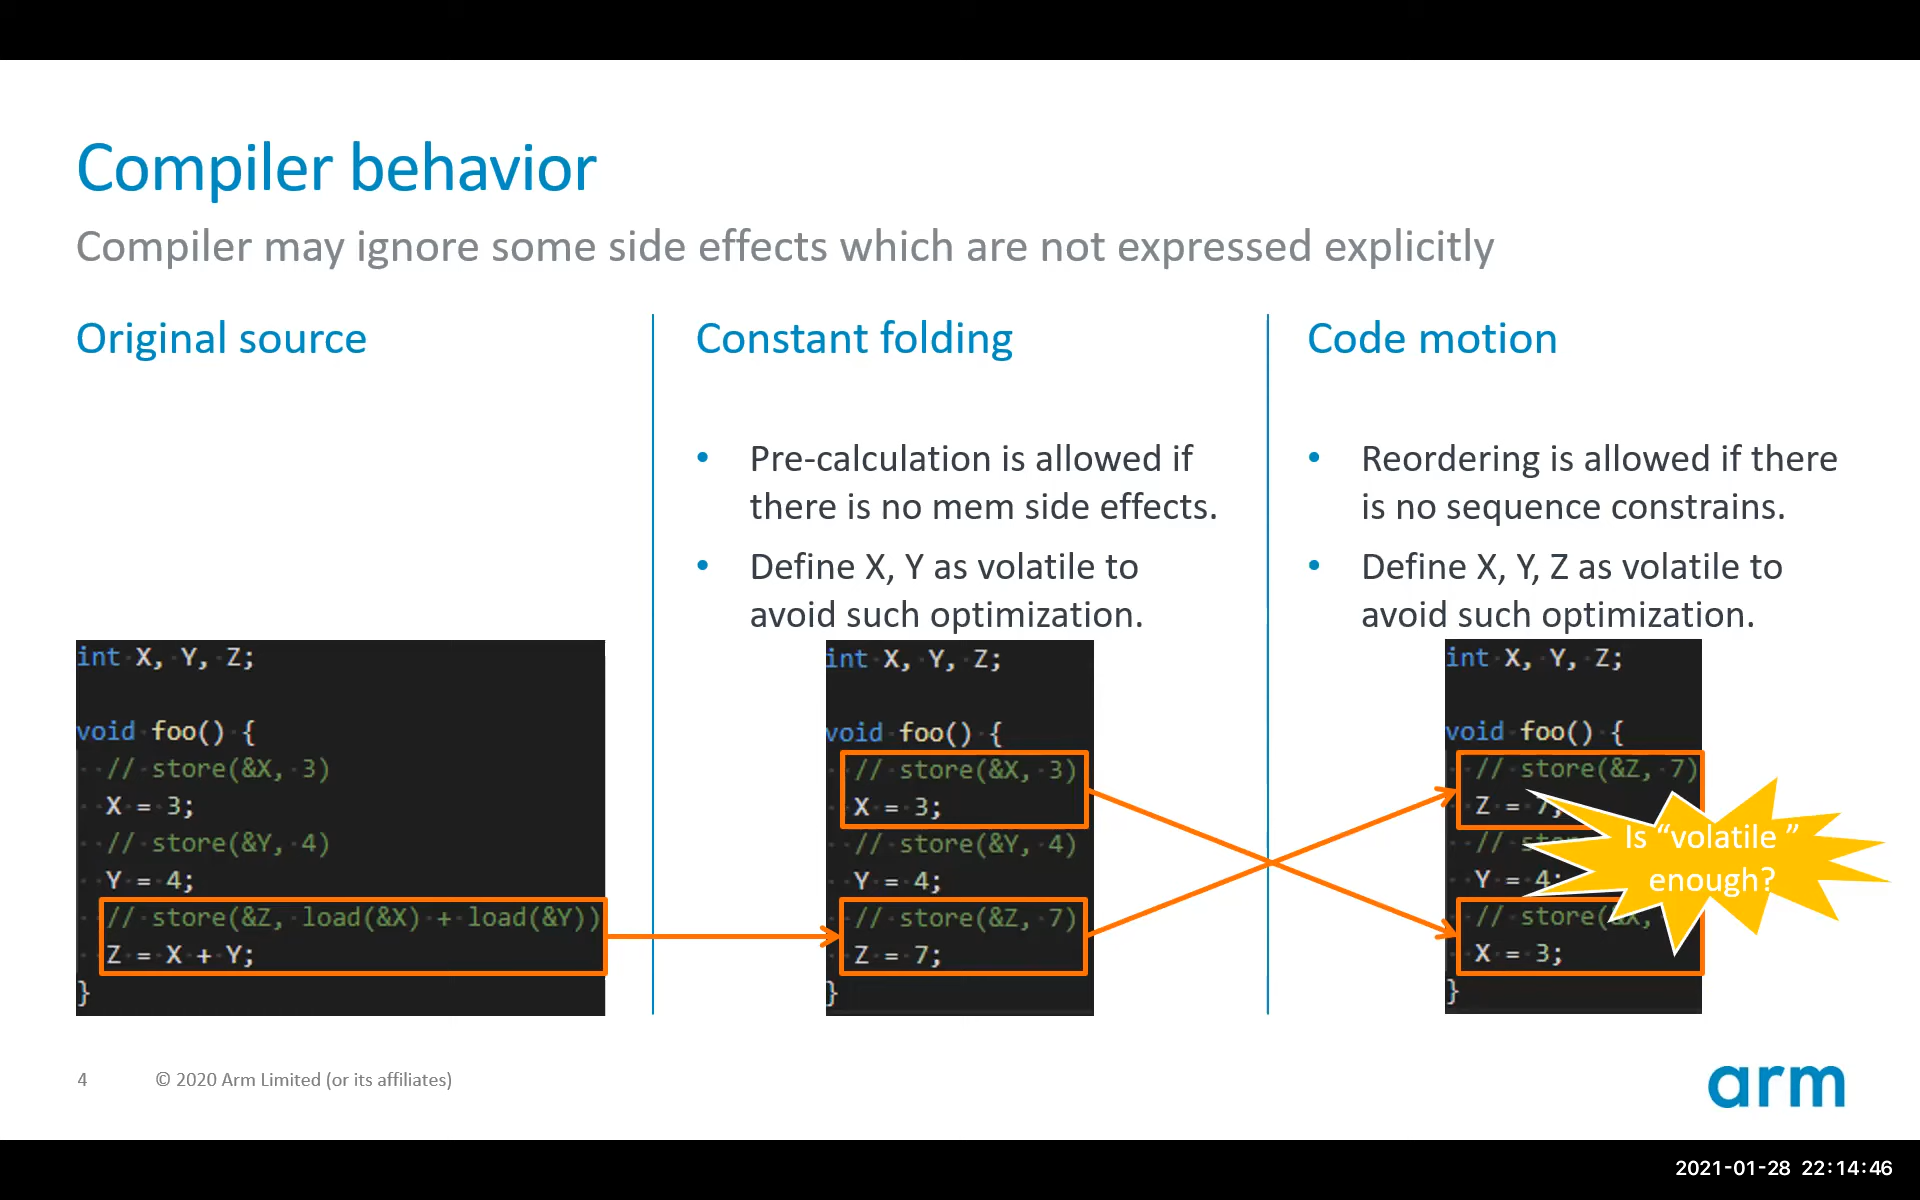 Compiler behavior
Compiler may ignore some side effects which are not expressed explicitly
Original source
int X, Y, Z;
void foo() {
// store(&X, 3)
X = 3;
// store(&Y, 4)
Y = 4;
// store(&Z, load(&X) + load(&Y))
Z = X + Y;
}
Constant folding
• Pre-calculation is allowed if
there is no mem side effects.
• Define X, Y as volatile to
avoid such optimization.
int X, Y, Z;
void foo() {
// store(&X, 3)
X = 3;
// store(&Y, 4)
Y = 4;
// store(&Z, 7)
Z = 7;
}
Code motion
• Reordering is allowed if there
is no sequence constrains.
• Define X, Y, Z as volatile to
avoid such optimization.
int X, Y, Z;
void foo() {
// store(&Z, 7)
Z = 7;
//
Y = 4;
// store(&X,
X = 3;
}
Is “volatile ”
enough?
4
© 2020 Arm Limited (or its affiliates)
arm
2021-01-28 22:14:46